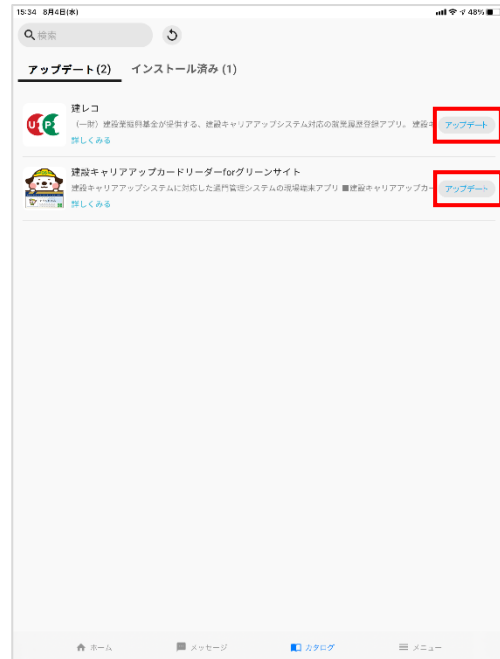 15:34 8月4日(水)
48%
検索
アップデート(2) インストール済み (1)
建レコ
(一財) 建設業振興基金が提供する、建設キャリアアップシステム対応の就業履歴登録アプリ。 建設キ
アップデート
詳しくみる
建設キャリアアップカードリーダーforグリーンサイト
建設キャリアアップシステムに対応した通門管理システムの現場端末アプリ ■建設キャリアアップカー
アップデート
詳しくみる
ホーム メッセージ カタログ メニュー